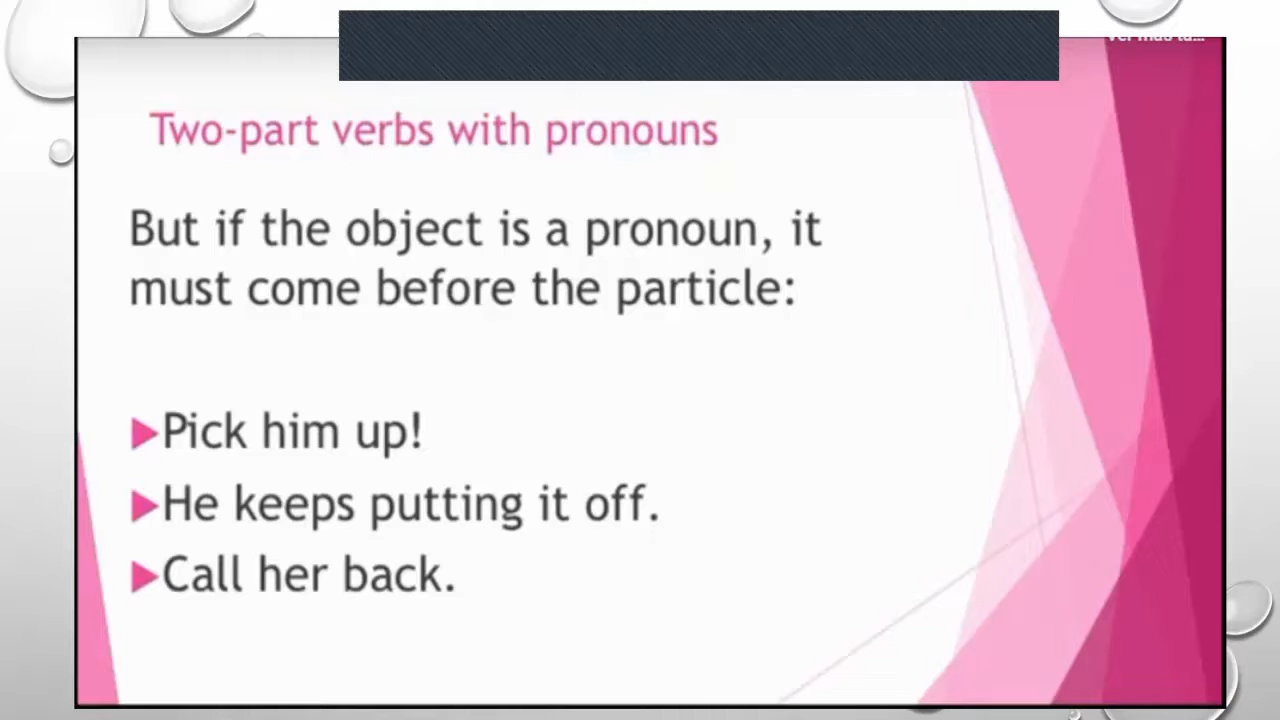 Two-part verbs with pronouns
But if the object is a pronoun, it
must come before the particle:
▶Pick him up!
▶He keeps putting it off.
▶Call her back.